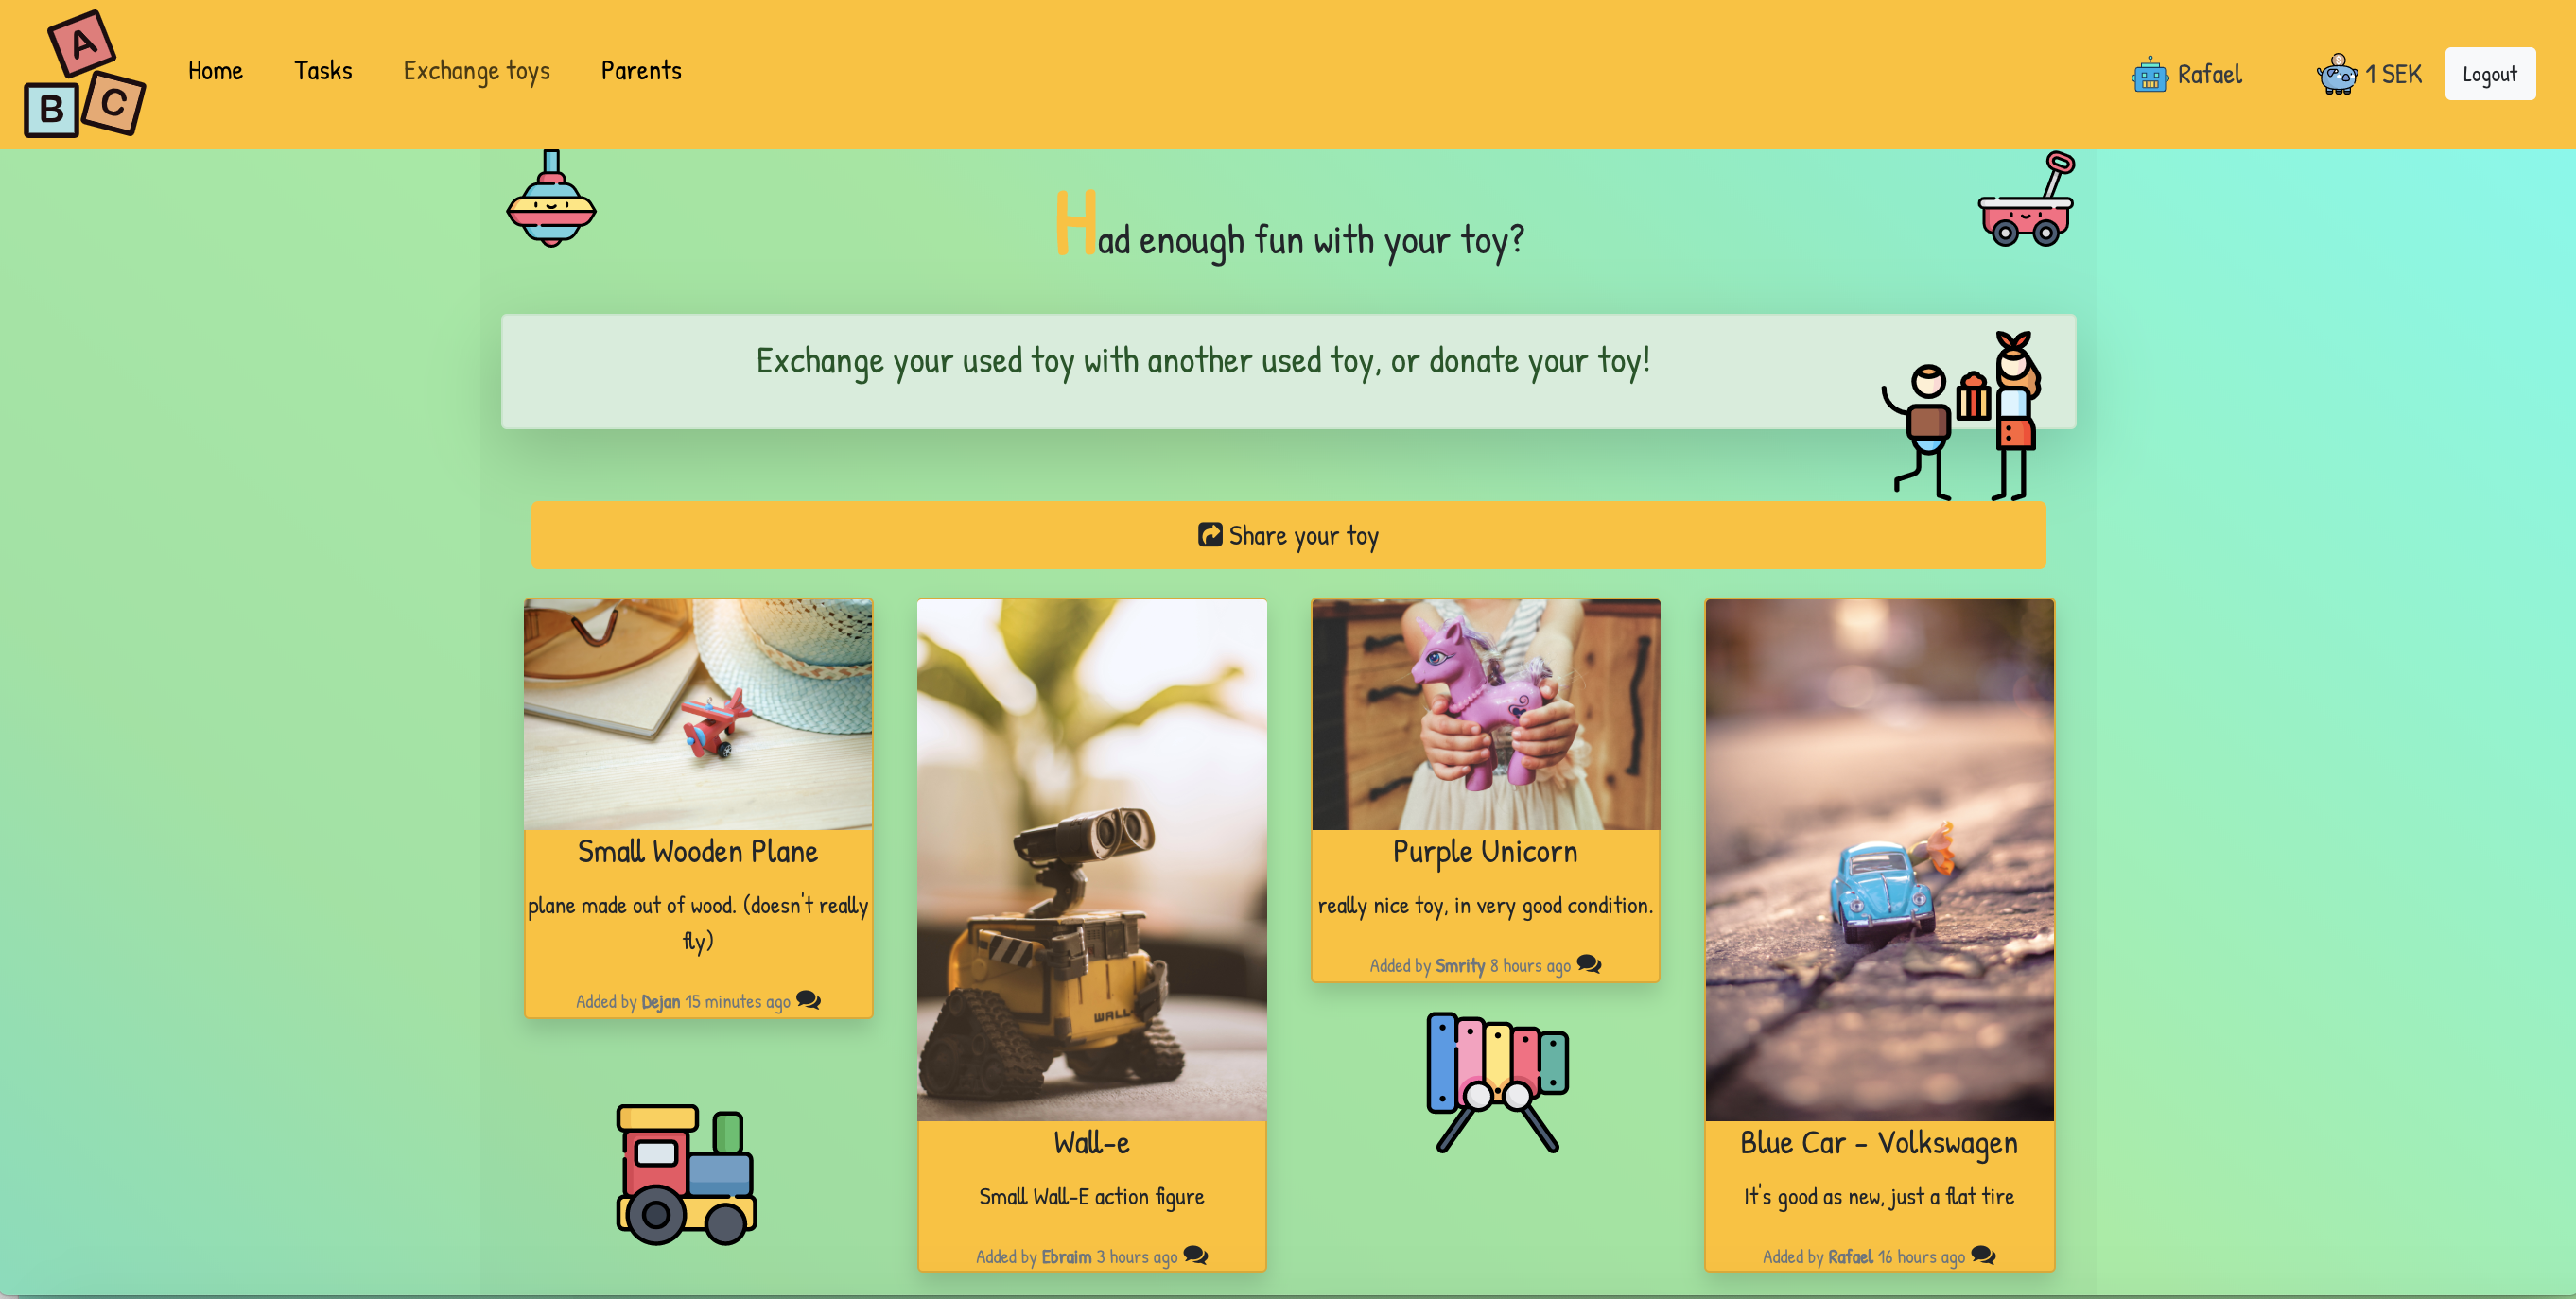 A
B C
Home Tasks Exchange toys Parents Rafael 1 SEK Logout
Had enough fun with your toy?
Exchange your used toy with another used toy, or donate your toy!
Share your toy
Small Wooden Plane
plane made out of wood. (doesn't really
fly)
Added by Dejan 15 minutes ago
WALL
Wall-e
Small Wall-E action figure
Added by Ebraim 3 hours ago
Purple Unicorn
really nice toy, in very good condition.
Added by Smrity 8 hours ago
Blue Car - Volkswagen
It's good as new, just a flat tire
Added by Rafael 16 hours ago